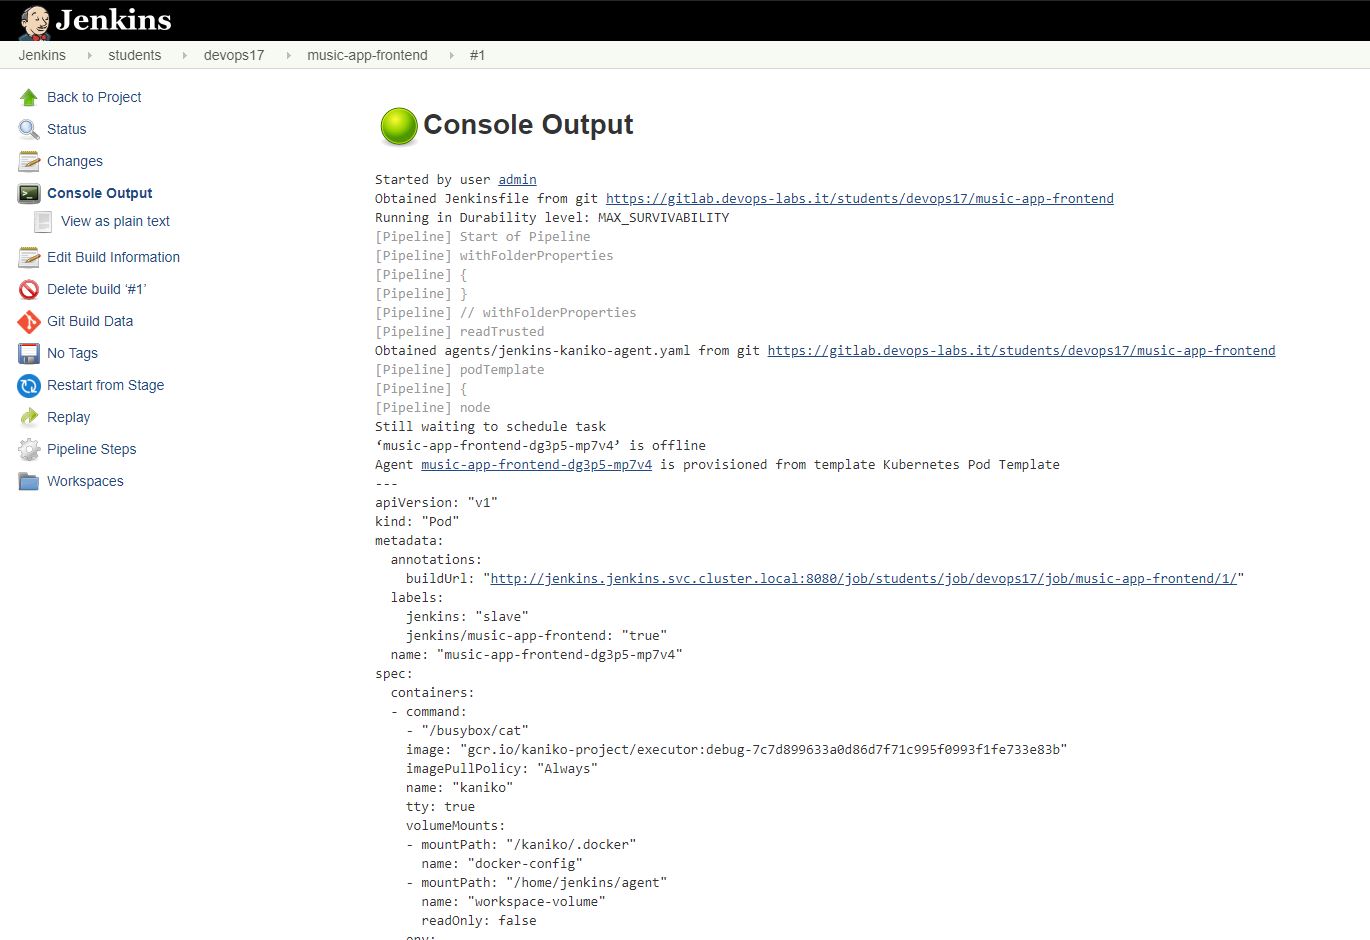 Jenkins
Jenkins students devops17 music-app-frontend #1
Back to Project
Status
Changes
Console Output
View as plain text
Edit Build Information
Delete build ‘#1’
Git Build Data
No Tags
Restart from Stage
Replay
Pipeline Steps
Workspaces
Console Output
Started by user admin
Obtained Jenkinsfile from git https://gitlab.devops-labs.it/students/devops17/music-app-frontend
Running in Durability level: MAX_SURVIVABILITY
[Pipeline] Start of Pipeline
[Pipeline] withFolderProperties
[Pipeline] {
[Pipeline] }
[Pipeline] // withFolderProperties
[Pipeline] readTrusted
Obtained agents/jenkins-kaniko-agent.yaml from git https://gitlab.devops-labs.it/students/devops17/music-app-frontend
[Pipeline] podTemplate
[Pipeline] {
[Pipeline] node
Still waiting to schedule task
‘music-app-frontend-dg3p5-mp7v4’ is offline
Agent music-app-frontend-dg3p5-mp7v4 is provisioned from template Kubernetes Pod Template
---
apiVersion: "v1"
kind: "Pod"
metadata:
  annotations:
    buildUrl: "http://jenkins.jenkins.svc.cluster.local:8080/job/students/job/devops17/job/music-app-frontend/1/"
  labels:
    jenkins: "slave"
    jenkins/music-app-frontend: "true"
  name: "music-app-frontend-dg3p5-mp7v4"
spec:
  containers:
  - command:
    - "/busybox/cat"
    image: "gcr.io/kaniko-project/executor:debug-7c7d899633a0d86d7f71c995f0993f1fe733e83b"
    imagePullPolicy: "Always"
    name: "kaniko"
    tty: true
    volumeMounts:
    - mountPath: "/kaniko/.docker"
      name: "docker-config"
    - mountPath: "/home/jenkins/agent"
      name: "workspace-volume"
      readOnly: false